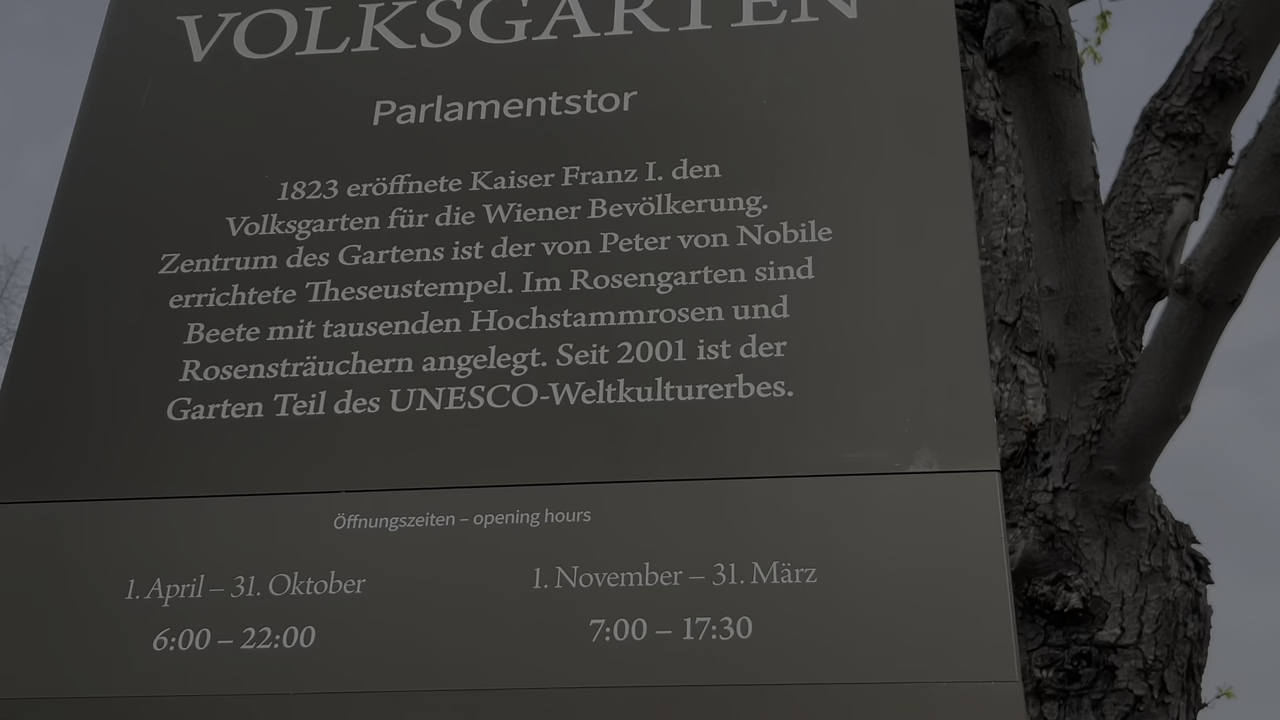 VOLKSGARTEN
Parlamentstor
1823 eröffnete Kaiser Franz I. den
Volksgarten für die Wiener Bevölkerung.
Zentrum des Gartens ist der von Peter von Nobile
errichtete Theseustempel. Im Rosengarten sind
Beete mit tausenden Hochstammrosen und
Rosensträuchern angelegt. Seit 2001 ist der
Garten Teil des UNESCO-Weltkulturerbes.
Öffnungszeiten – opening hours
1. April – 31. Oktober
6:00 – 22:00
1. November – 31. März
7:00 – 17:30